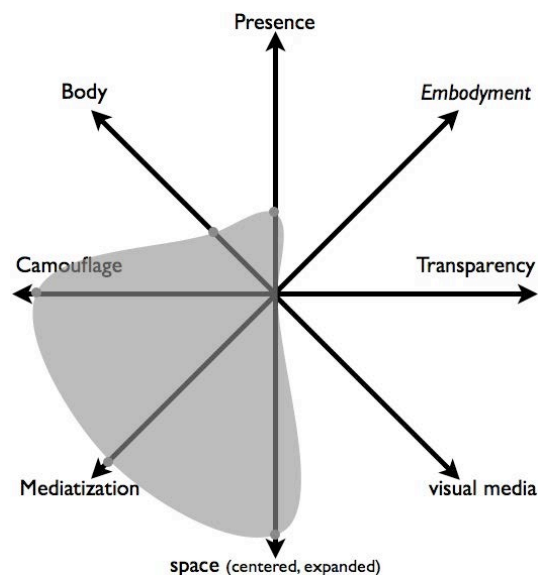 Presence
Body
Embodyment
Camouflage
Transparency
Mediatization
visual media
space (centered, expanded)